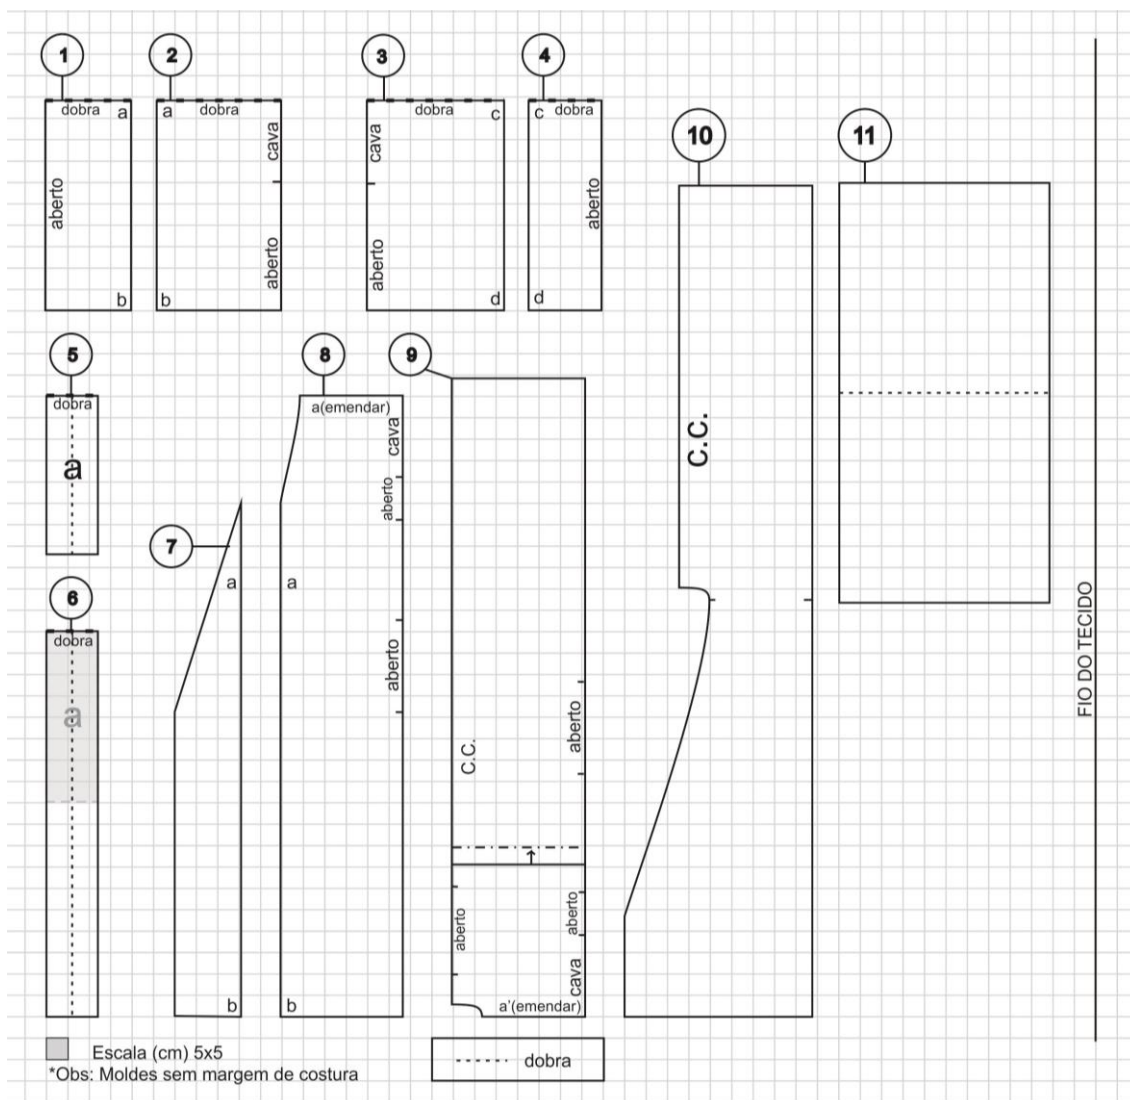 1
2
3
4
dobra a
a dobra
dobra c
c dobra
aberto
cava
aberto
cava
aberto
aberto
b
b
d
d
10
11
5
dobra
a
8
9
a(emendar)
cava
aberto
C.C.
7
a
a
6
dobra
a
aberto
C.C.
aberto
aberto
aberto
cava
a'(emendar)
b
b
FIO DO TECIDO
Escala (cm) 5x5
*Obs: Moldes sem margem de costura
dobra